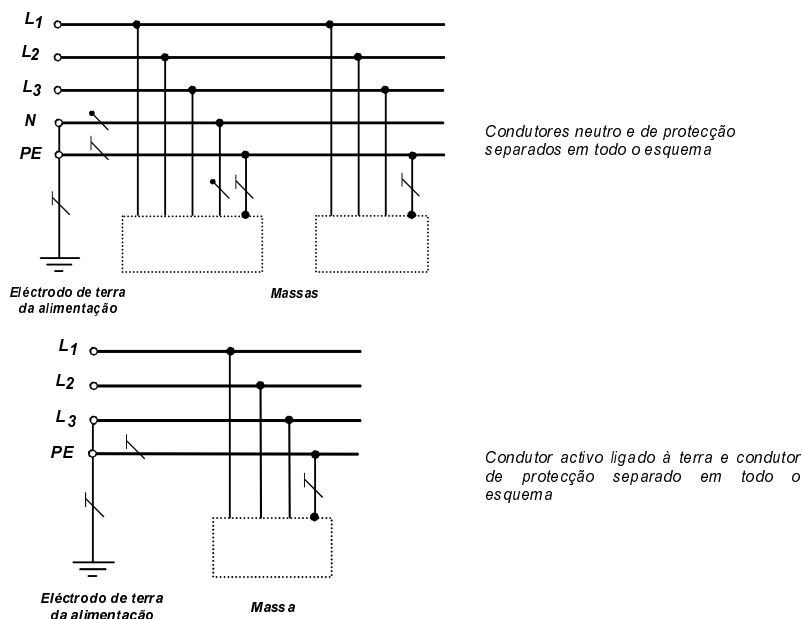 L1
L2
L3
N
PE
Condutores neutro e de protecção
separados em todo o esquema
Eléctrodo de terra
da alimentação
Massas
L1
L2
L3
PE
Condutor activo ligado à terra e condutor
de protecção separado em todo o
esquema
Eléctrodo de terra
da alimentação
Massa